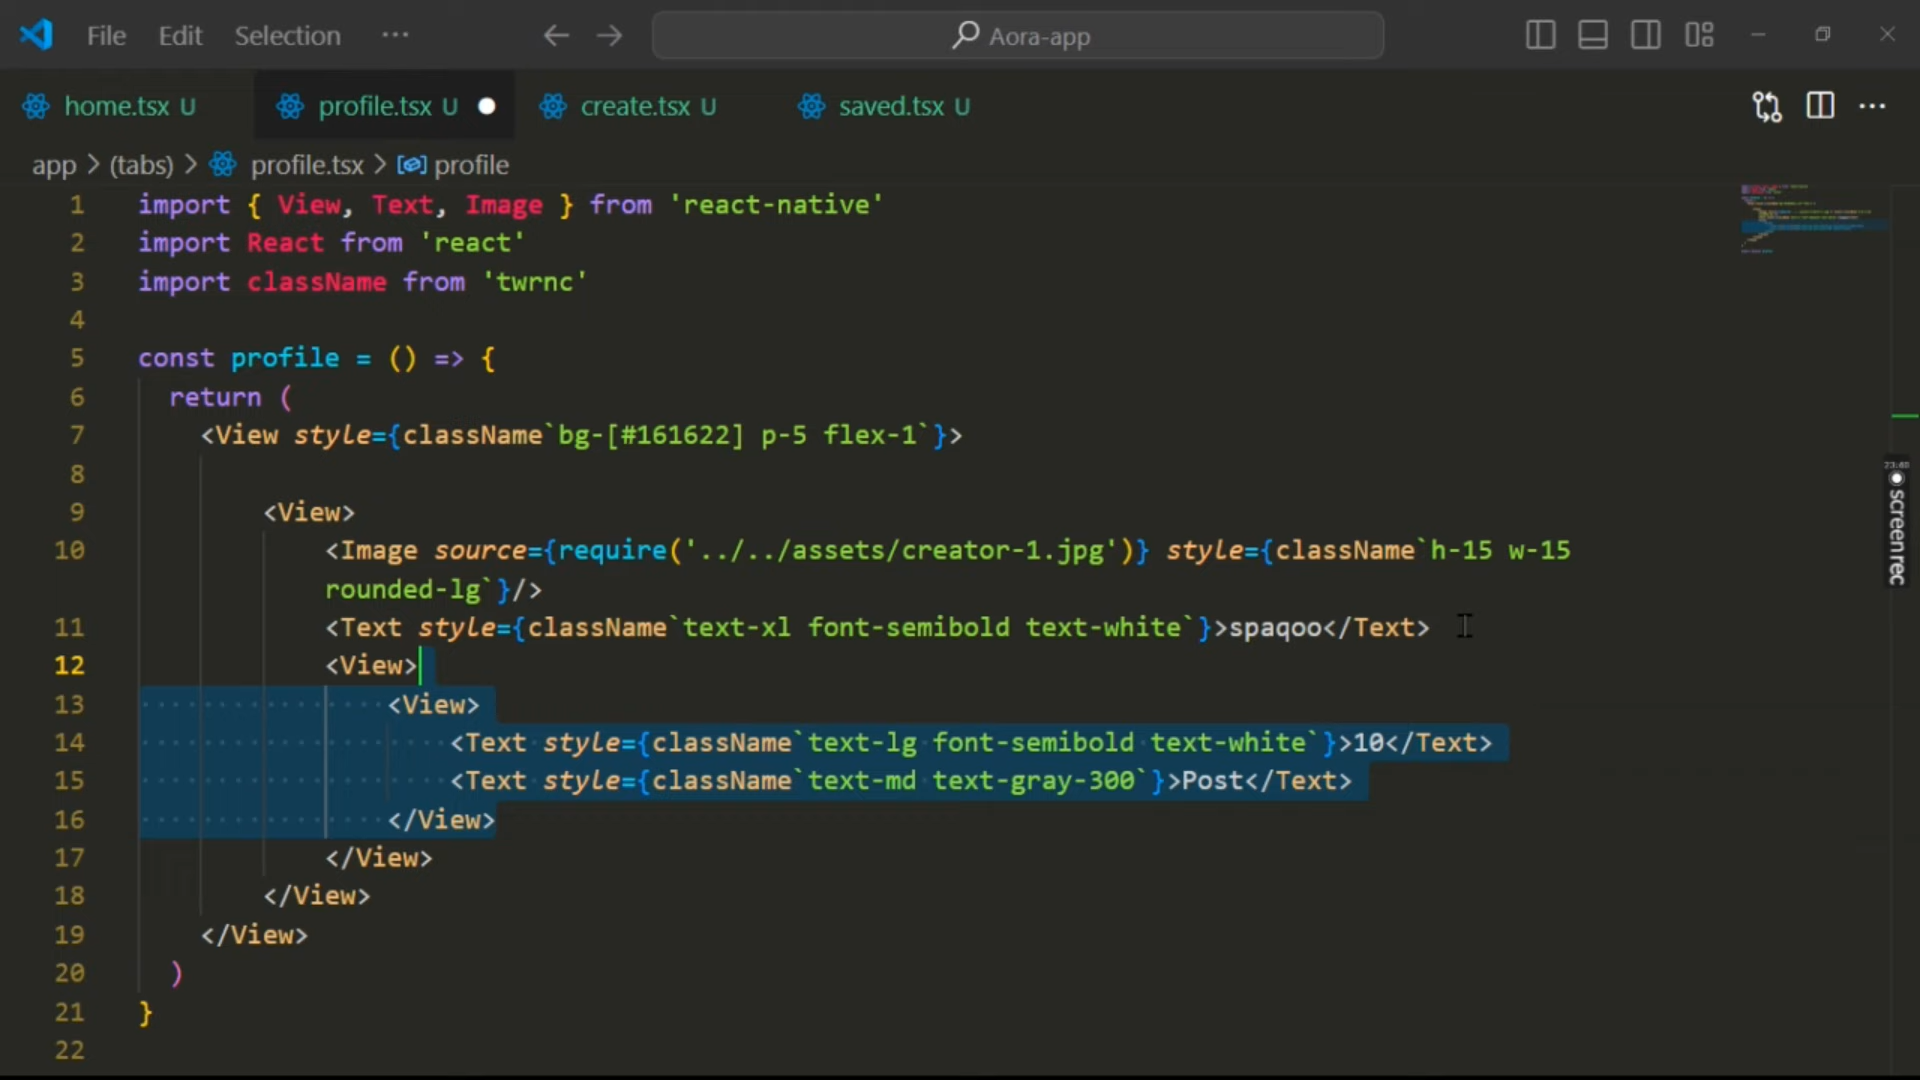 File Edit Selection ··· Aora-app
home.tsx U profile.tsx U create.tsx U saved.tsx U ···
app > (tabs) > profile.tsx > profile
1 import { View, Text, Image } from 'react-native'
2 import React from 'react'
3 import className from 'twrnc'
4
5 const profile = () => {
6 return (
7 <View style={className`bg-[#161622] p-5 flex-1`}>
8
9 <View>
10 <Image source={require('../../assets/creator-1.jpg')} style={className`h-15 w-15
rounded-lg`}/>
11 <Text style={className`text-xl font-semibold text-white`}>spaqoo</Text>
12 <View>
13 <View>
14 <Text style={className`text-lg font-semibold text-white`}>10</Text>
15 <Text style={className`text-md text-gray-300`}>Post</Text>
16 </View>
17 </View>
18 </View>
19 </View>
20 )
21 }
22
screen rec